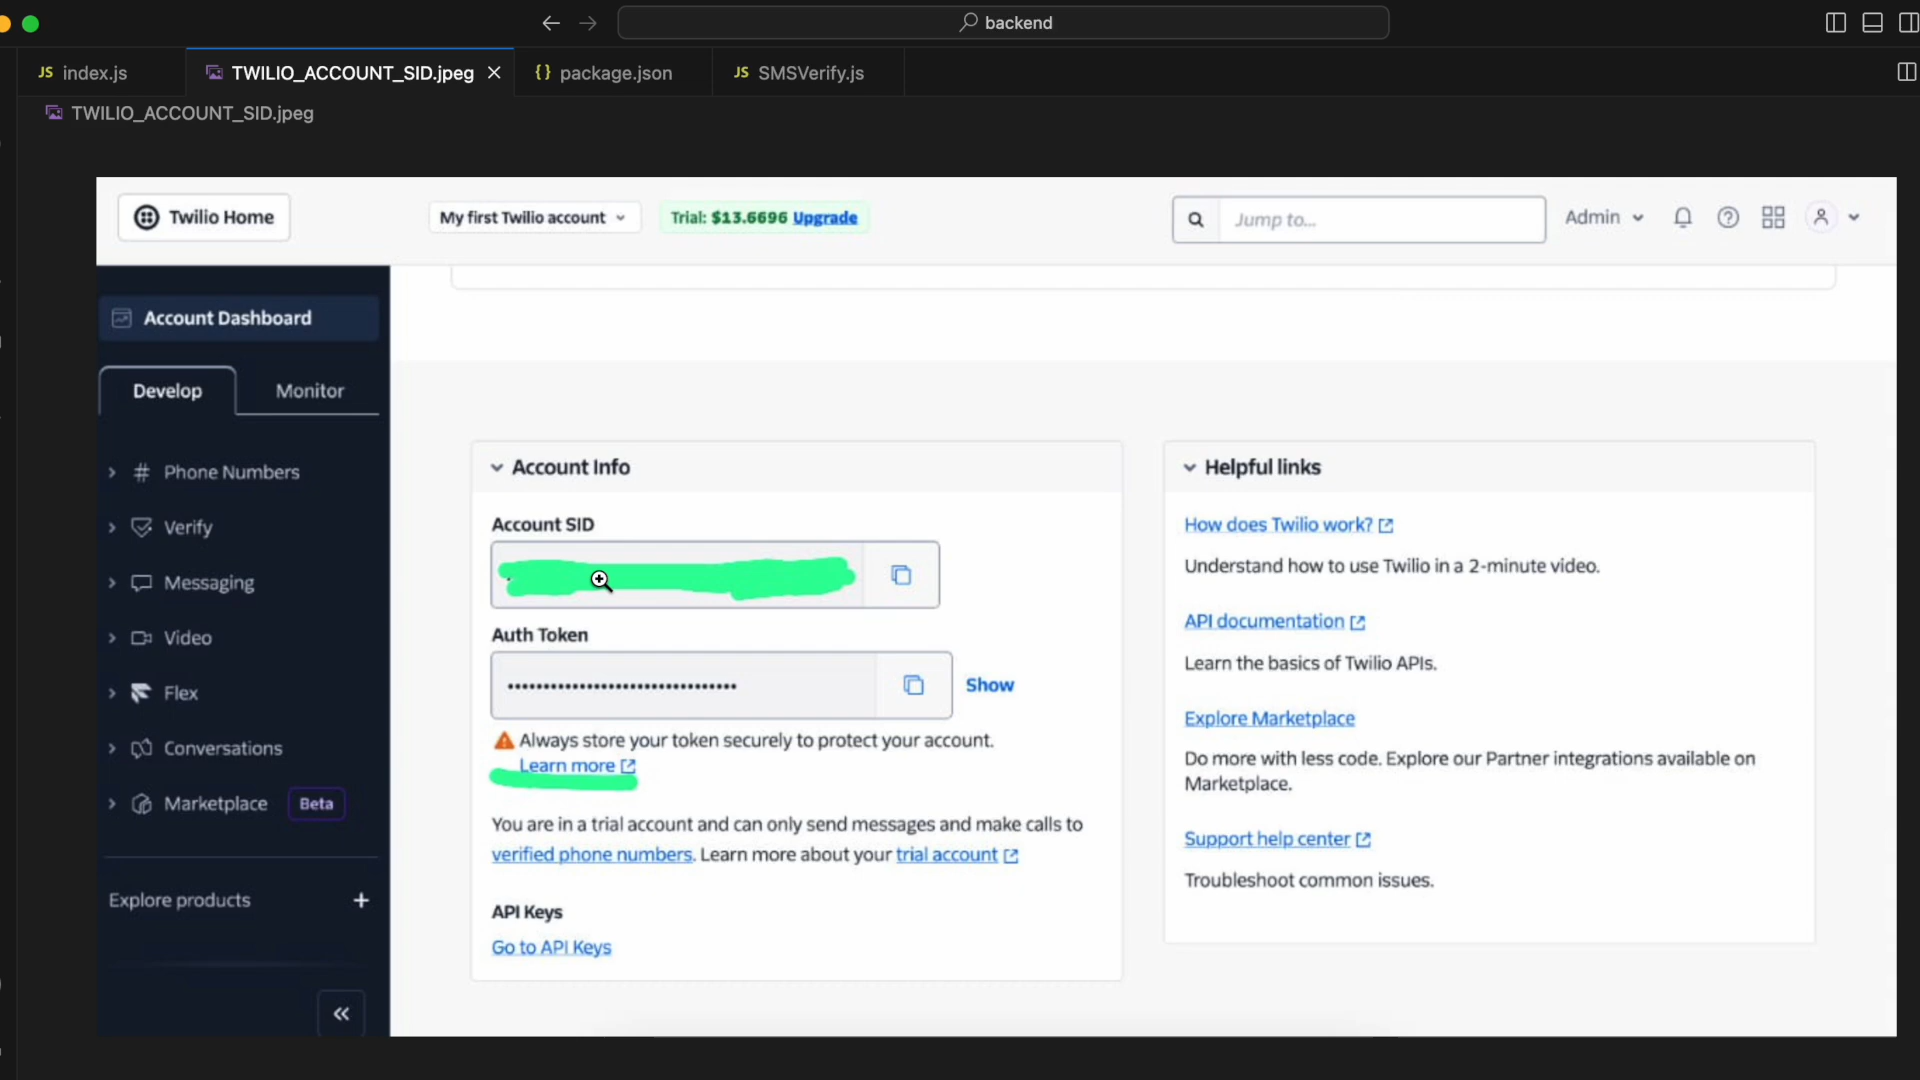 backend
JS index.js
TWILIO_ACCOUNT_SID.jpeg
{} package.json
JS SMSVerify.js
TWILIO_ACCOUNT_SID.jpeg
Twilio Home
My first Twilio account
Trial: $13.6696 Upgrade
Jump to...
Admin
Account Dashboard
Develop
Monitor
# Phone Numbers
Verify
Messaging
Video
Flex
Conversations
Marketplace Beta
Explore products +
Account Info
Account SID
Auth Token
••••••••••••••••••••••••••••••••
Show
Always store your token securely to protect your account.
Learn more
You are in a trial account and can only send messages and make calls to
verified phone numbers. Learn more about your trial account
API Keys
Go to API Keys
Helpful links
How does Twilio work?
Understand how to use Twilio in a 2-minute video.
API documentation
Learn the basics of Twilio APIs.
Explore Marketplace
Do more with less code. Explore our Partner integrations available on
Marketplace.
Support help center
Troubleshoot common issues.